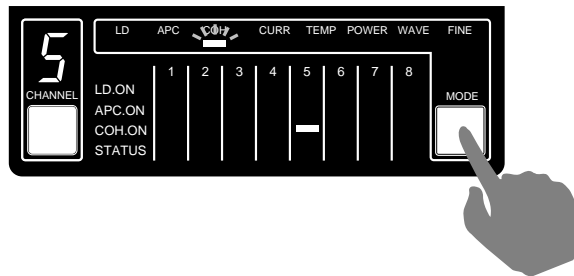 5
LD APC COH CURR TEMP POWER WAVE FINE
1 2 3 4 5 6 7 8
CHANNEL
LD.ON
APC.ON
COH.ON
STATUS
MODE